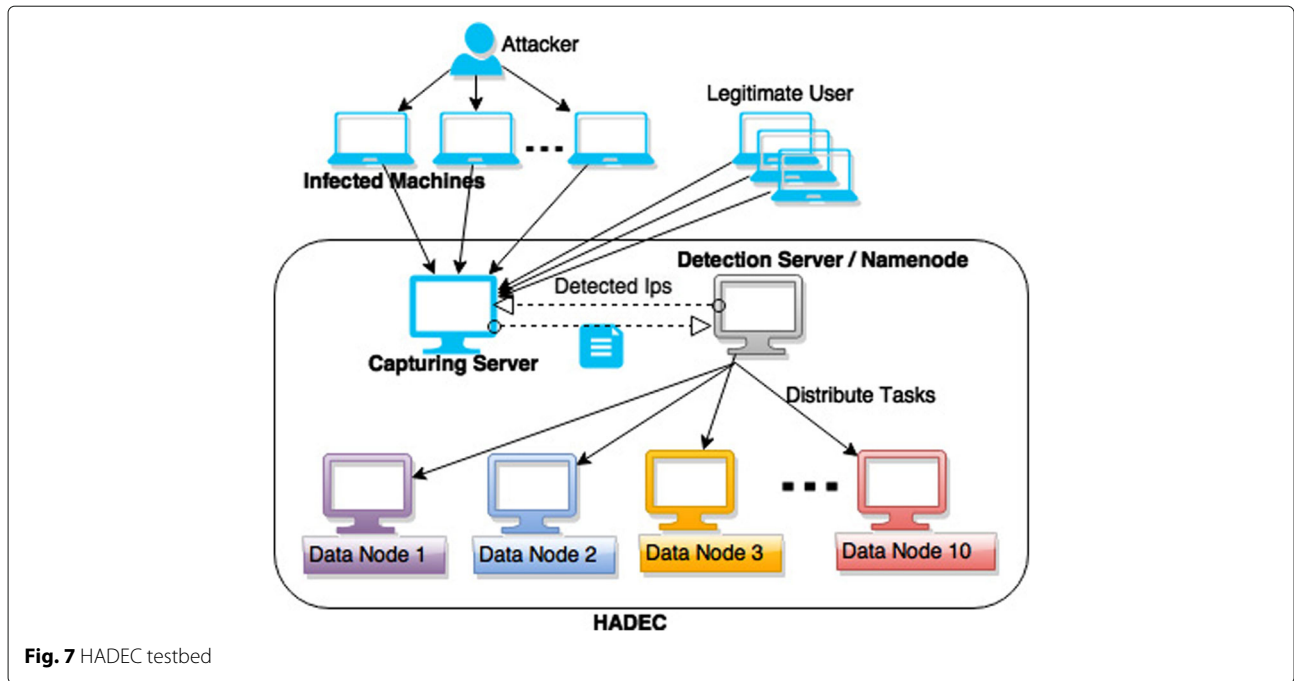 Attacker
Legitimate User
Infected Machines
Detection Server / Namenode
Detected Ips
Capturing Server
Distribute Tasks
Data Node 1
Data Node 2
Data Node 3
Data Node 10
HADEC
Fig. 7 HADEC testbed